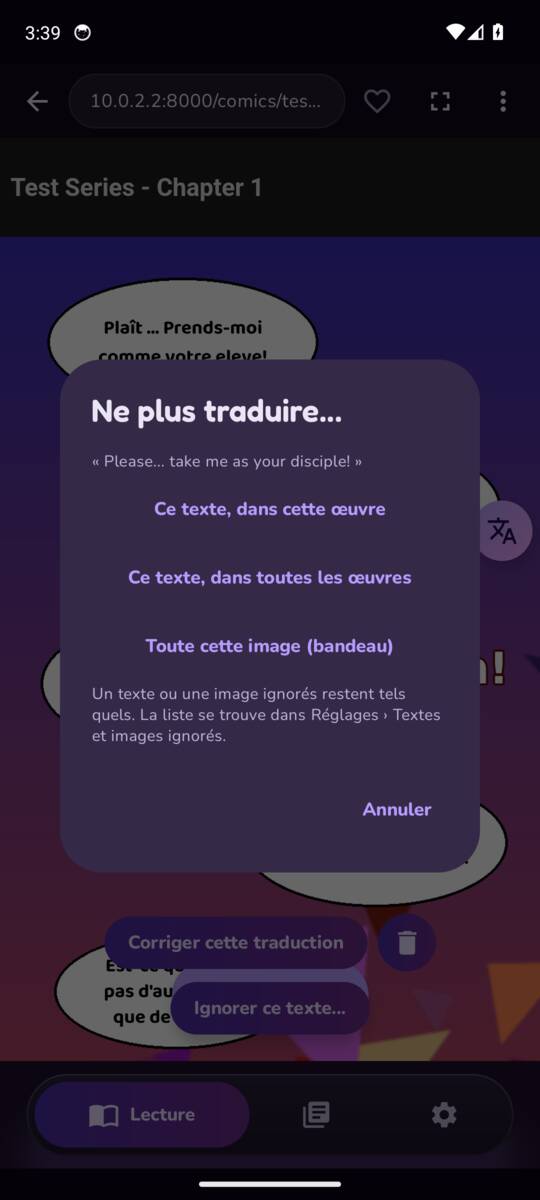 3:39
10.0.2.2:8000/comics/tes...
Test Series - Chapter 1
Plaît ... Prends-moi
comme votre eleve!
Ne plus traduire...
« Please... take me as your disciple! »
Ce texte, dans cette œuvre
Ce texte, dans toutes les œuvres
Toute cette image (bandeau)
Un texte ou une image ignorés restent tels
quels. La liste se trouve dans Réglages › Textes
et images ignorés.
Annuler
Corriger cette traduction
pas d'au
que de
Ignorer ce texte...
Lecture